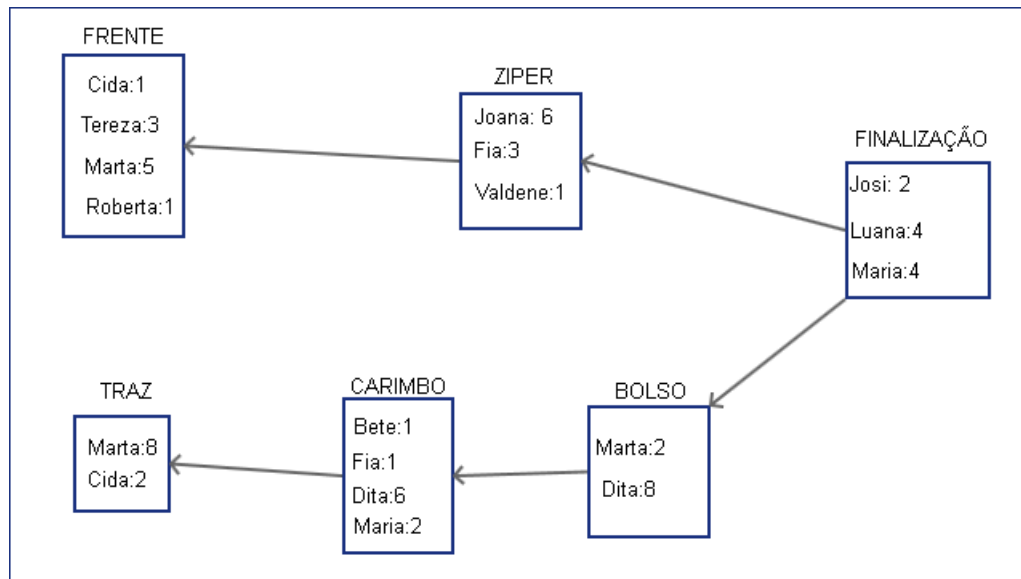 FRENTE
Cida:1
Tereza:3
Marta:5
Roberta:1
ZIPER
Joana: 6
Fia:3
Valdene:1
FINALIZAÇÃO
Josi: 2
Luana:4
Maria:4
TRAZ
Marta:8
Cida:2
CARIMBO
Bete:1
Fia:1
Dita:6
Maria:2
BOLSO
Marta:2
Dita:8